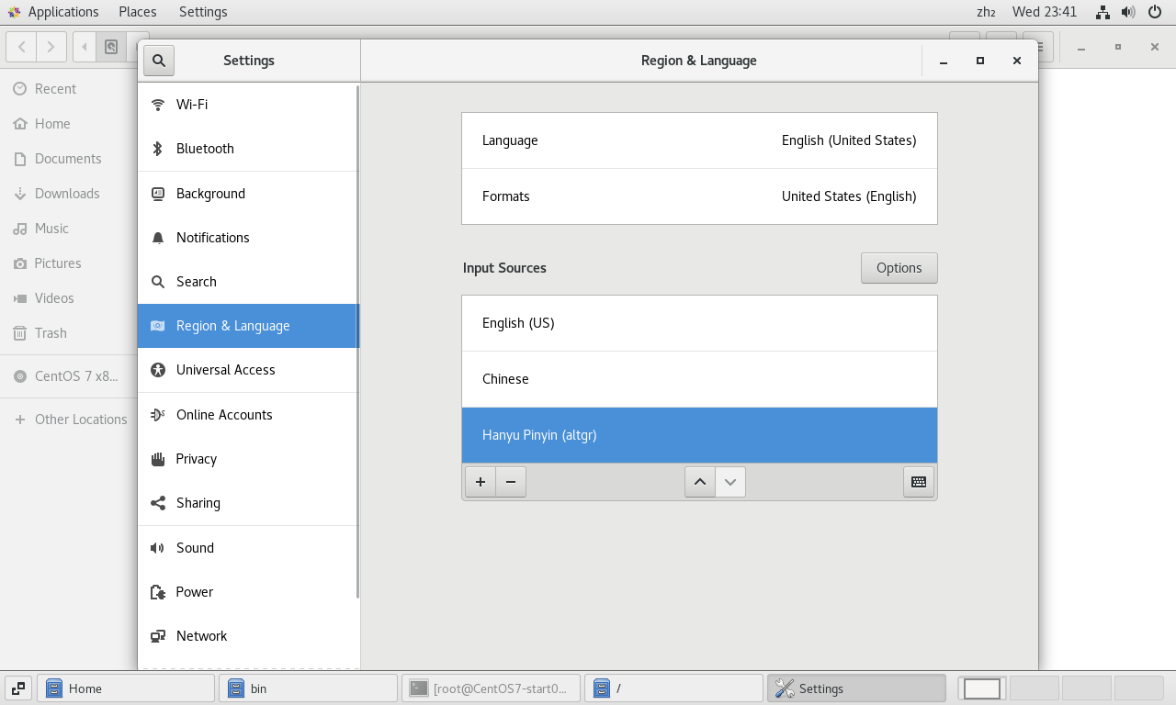 Applications Places Settings zh₂ Wed 23:41
Settings Region & Language
Recent
Home
Documents
Downloads
Music
Pictures
Videos
Trash
CentOS 7 x8...
Other Locations
Wi-Fi
Bluetooth
Background
Notifications
Search
Region & Language
Universal Access
Online Accounts
Privacy
Sharing
Sound
Power
Network
Language English (United States)
Formats United States (English)
Input Sources Options
English (US)
Chinese
Hanyu Pinyin (altgr)
Home bin [root@CentOS7-start0... / Settings